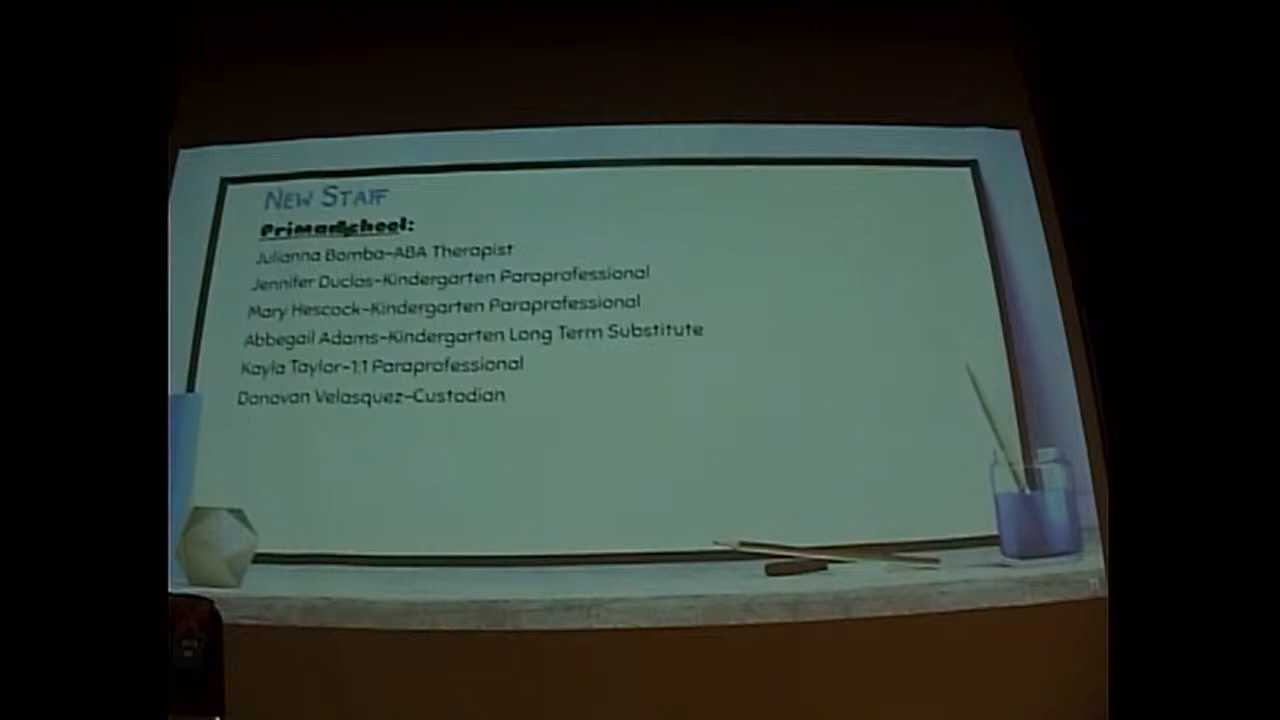 New Staff
Primary School:
Julianna Bamba-ABA Therapist
Jennifer Duclos-Kindergarten Paraprofessional
Mary Hescock-Kindergarten Paraprofessional
Abbegail Adams-Kindergarten Long Term Substitute
Kayla Taylor-1:1 Paraprofessional
Donovan Velasquez-Custodian